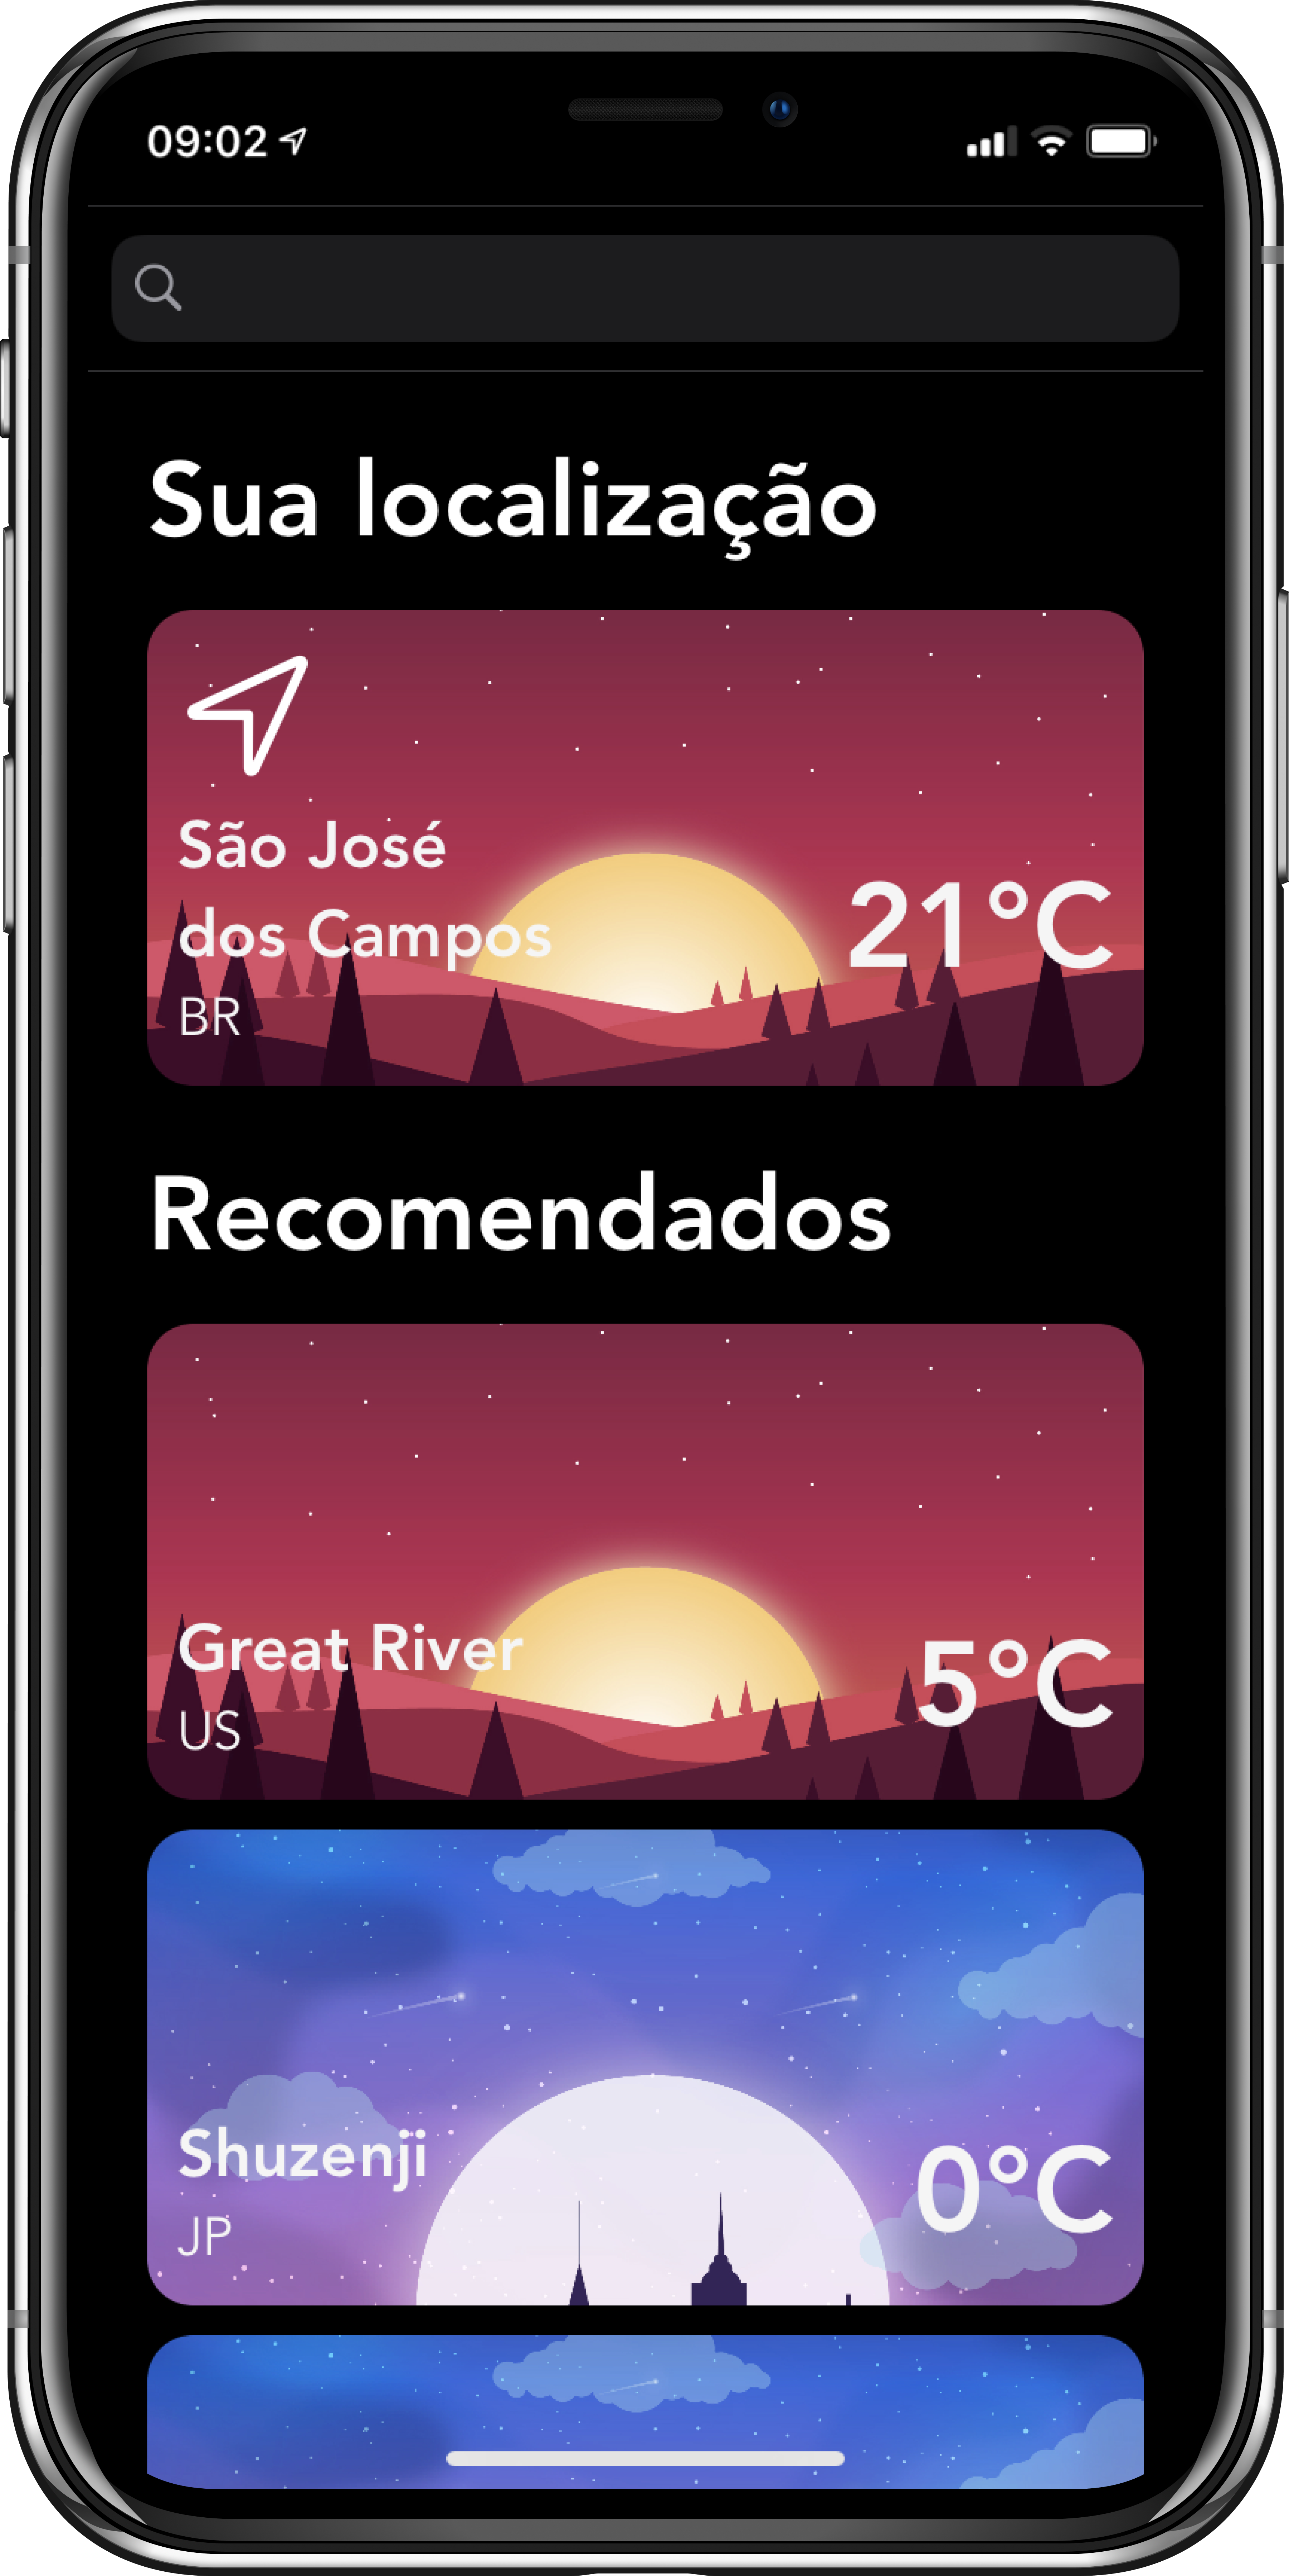 09:02
Sua localização
São José
dos Campos
BR
21°C
Recomendados
Great River
US
5°C
Shuzenji
JP
0°C